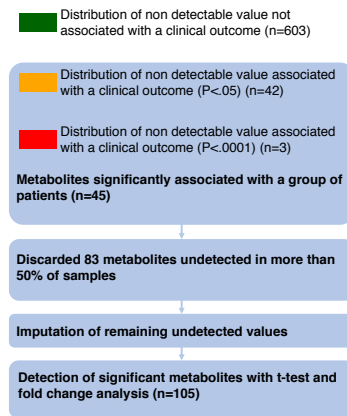 Distribution of non detectable value not
associated with a clinical outcome (n=603)
Distribution of non detectable value associated
with a clinical outcome (P<.05) (n=42)
Distribution of non detectable value associated
with a clinical outcome (P<.0001) (n=3)
Metabolites significantly associated with a group of
patients (n=45)
Discarded 83 metabolites undetected in more than
50% of samples
Imputation of remaining undetected values
Detection of significant metabolites with t-test and
fold change analysis (n=105)